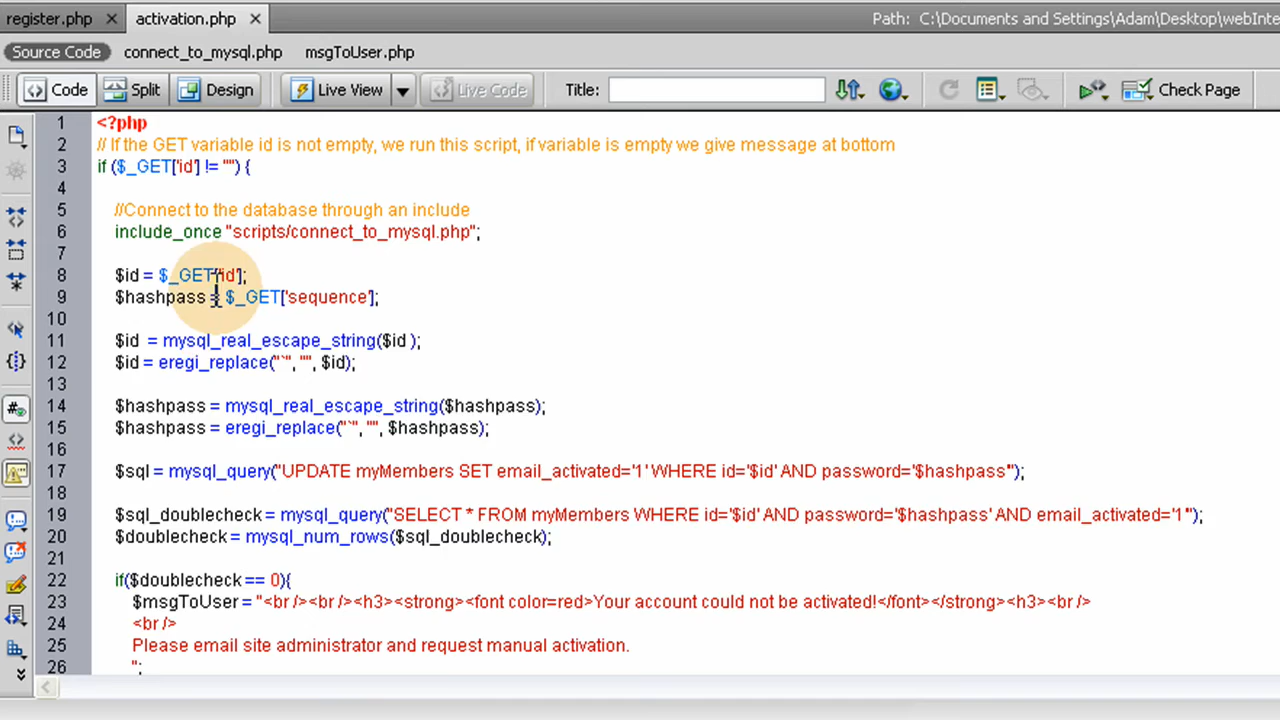 register.php × activation.php × Path: C:\Documents and Settings\Adam\Desktop\webInte
Source Code connect_to_mysql.php msgToUser.php
Code Split Design Live View Live Code Title: Check Page
1 <?php
2 // If the GET variable id is not empty, we run this script, if variable is empty we give message at bottom
3 if ($_GET['id'] != "") {
4
5 //Connect to the database through an include
6 include_once "scripts/connect_to_mysql.php";
7
8 $id = $_GET['id'];
9 $hashpass = $_GET['sequence'];
10
11 $id  = mysql_real_escape_string($id );
12 $id = eregi_replace("`", "", $id);
13
14 $hashpass = mysql_real_escape_string($hashpass);
15 $hashpass = eregi_replace("`", "", $hashpass);
16
17 $sql = mysql_query("UPDATE myMembers SET email_activated='1' WHERE id='$id' AND password='$hashpass'");
18
19 $sql_doublecheck = mysql_query("SELECT * FROM myMembers WHERE id='$id' AND password='$hashpass' AND email_activated='1'");
20 $doublecheck = mysql_num_rows($sql_doublecheck);
21
22 if($doublecheck == 0){
23 $msgToUser = "<br /><br /><h3><strong><font color=red>Your account could not be activated!</font></strong><h3><br />
24 <br />
25 Please email site administrator and request manual activation.
26 ";